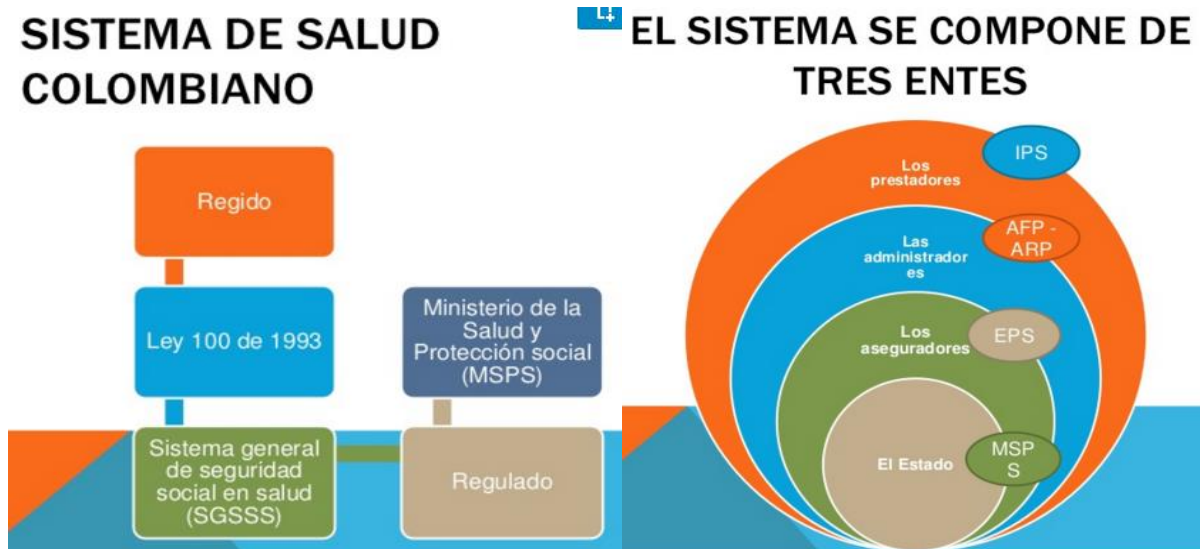 SISTEMA DE SALUD
COLOMBIANO
Regido
Ley 100 de 1993
Sistema general
de seguridad
social en salud
(SGSSS)
Regulado
Ministerio de la
Salud y
Protección social
(MSPS)
EL SISTEMA SE COMPONE DE
TRES ENTES
Los
prestadores
IPS
Las
administrador
es
AFP -
ARP
Los
aseguradores
EPS
El Estado
MSP
S